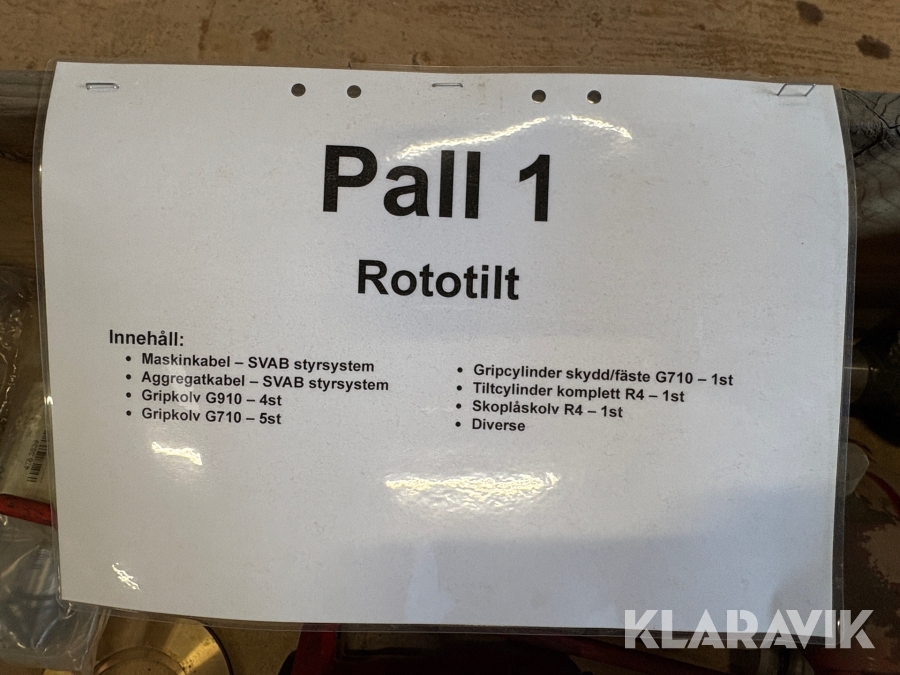 Pall 1
Rototilt
Innehåll:
• Maskinkabel – SVAB styrsystem
• Aggregatkabel – SVAB styrsystem
• Gripkolv G910 – 4st
• Gripkolv G710 – 5st
• Gripcylinder skydd/fäste G710 – 1st
• Tiltcylinder komplett R4 – 1st
• Skoplåskolv R4 – 1st
• Diverse
KLARAVIK